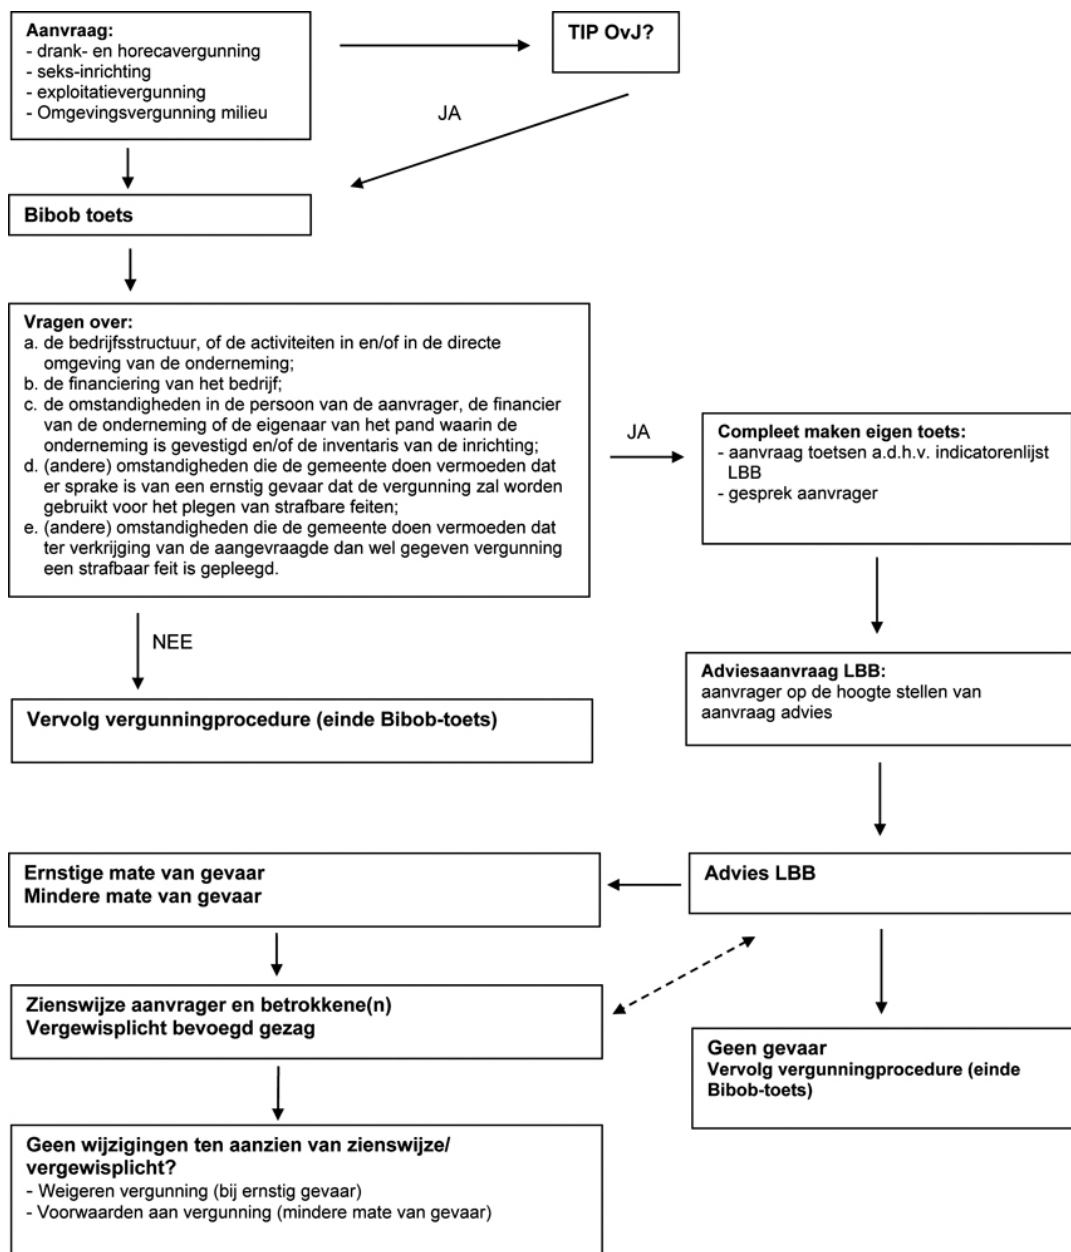 Aanvraag:
- drank- en horecavergunning
- seks-inrichting
- exploitatievergunning
- Omgevingsvergunning milieu
TIP OvJ?
JA
Bibob toets
Vragen over:
a. de bedrijfsstructuur, of de activiteiten in en/of in de directe
omgeving van de onderneming;
b. de financiering van het bedrijf;
c. de omstandigheden in de persoon van de aanvrager, de financier
van de onderneming of de eigenaar van het pand waarin de
onderneming is gevestigd en/of de inventaris van de inrichting;
d. (andere) omstandigheden die de gemeente doen vermoeden dat
er sprake is van een ernstig gevaar dat de vergunning zal worden
gebruikt voor het plegen van strafbare feiten;
e. (andere) omstandigheden die de gemeente doen vermoeden dat
ter verkrijging van de aangevraagde dan wel gegeven vergunning
een strafbaar feit is gepleegd.
JA
Compleet maken eigen toets:
- aanvraag toetsen a.d.h.v. indicatorenlijst
LBB
- gesprek aanvrager
NEE
Adviesaanvraag LBB:
aanvrager op de hoogte stellen van
aanvraag advies
Vervolg vergunningprocedure (einde Bibob-toets)
Ernstige mate van gevaar
Mindere mate van gevaar
Advies LBB
Zienswijze aanvrager en betrokkene(n)
Vergewisplicht bevoegd gezag
Geen gevaar
Vervolg vergunningprocedure (einde
Bibob-toets)
Geen wijzigingen ten aanzien van zienswijze/
vergewisplicht?
- Weigeren vergunning (bij ernstig gevaar)
- Voorwaarden aan vergunning (mindere mate van gevaar)